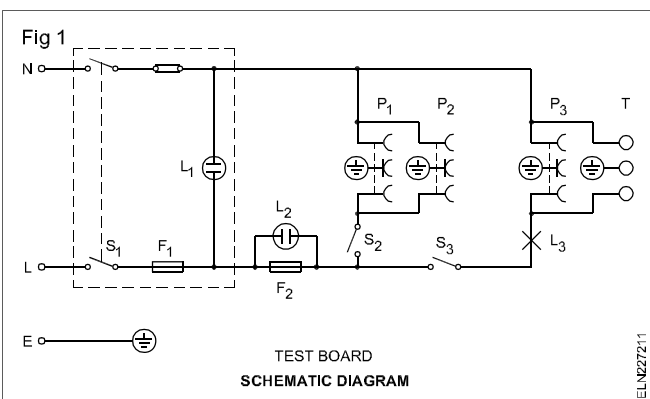 Fig 1
N
P1 P2 P3 T
L1
L2
S1 F1 S2 S3 L3
L
F2
E
TEST BOARD
SCHEMATIC DIAGRAM
ELN227211